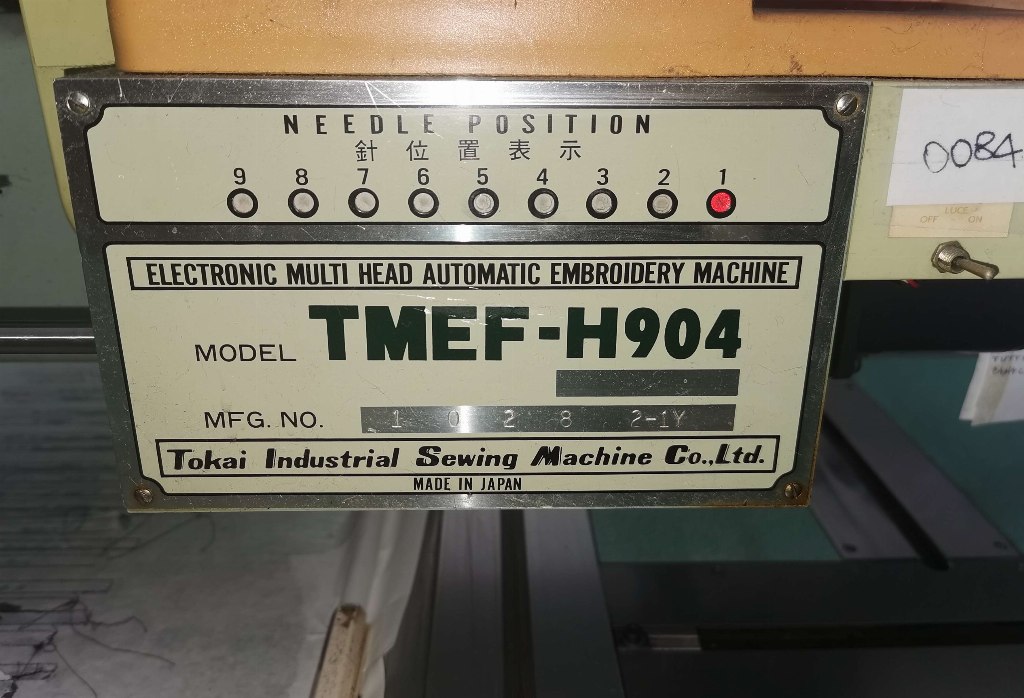 NEEDLE POSITION
針位置表示
9 8 7 6 5 4 3 2 1
0084
LUCE
OFF ON
ELECTRONIC MULTI HEAD AUTOMATIC EMBROIDERY MACHINE
MODEL TMEF-H904
MFG. NO. 1 0 2 8 2-1Y
Tokai Industrial Sewing Machine Co.,Ltd.
MADE IN JAPAN